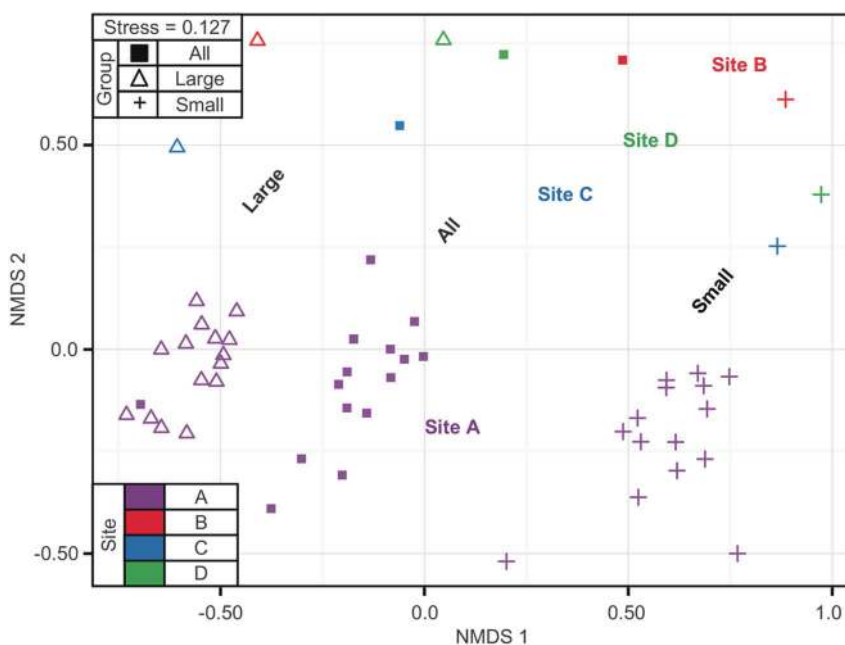 Stress = 0.127
Group
All
Large
Small
Site B
Site D
Site C
Large
All
Small
Site A
Site
A
B
C
D
NMDS 2
0.50
0.0
-0.50
-0.50
0.0
0.50
1.0
NMDS 1